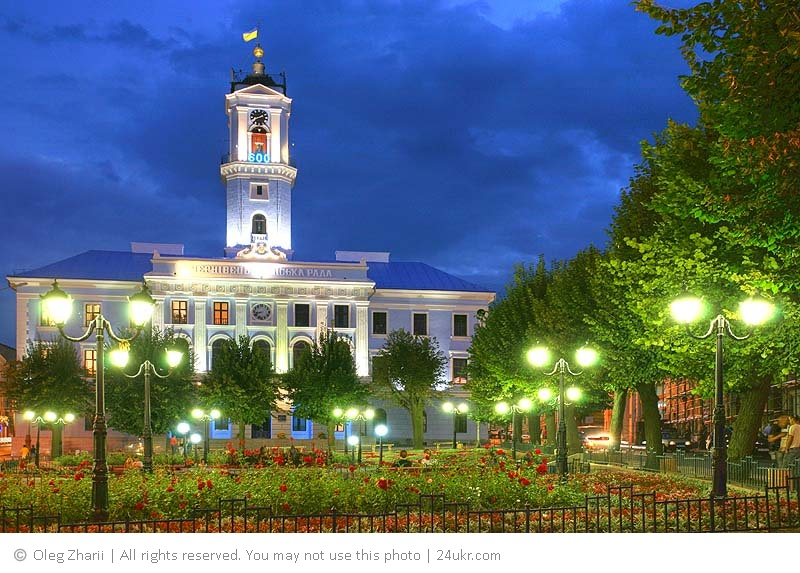 600
ЧЕРНІВЕЦЬКА МІСЬКА РАДА
© Oleg Zharii | All rights reserved. You may not use this photo | 24ukr.com